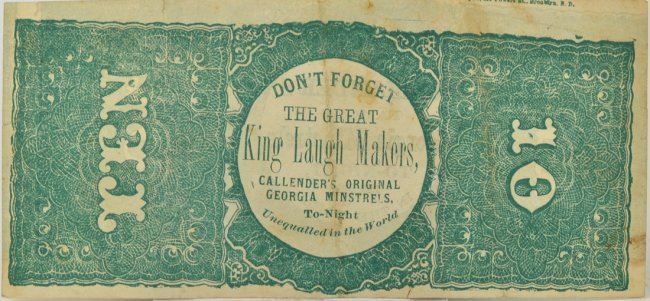 Brooklyn, E. D.
TEN
DON'T FORGET
THE GREAT
King Laugh Makers,
CALLENDER'S ORIGINAL
GEORGIA MINSTRELS,
To-Night
Unequalled in the World
10